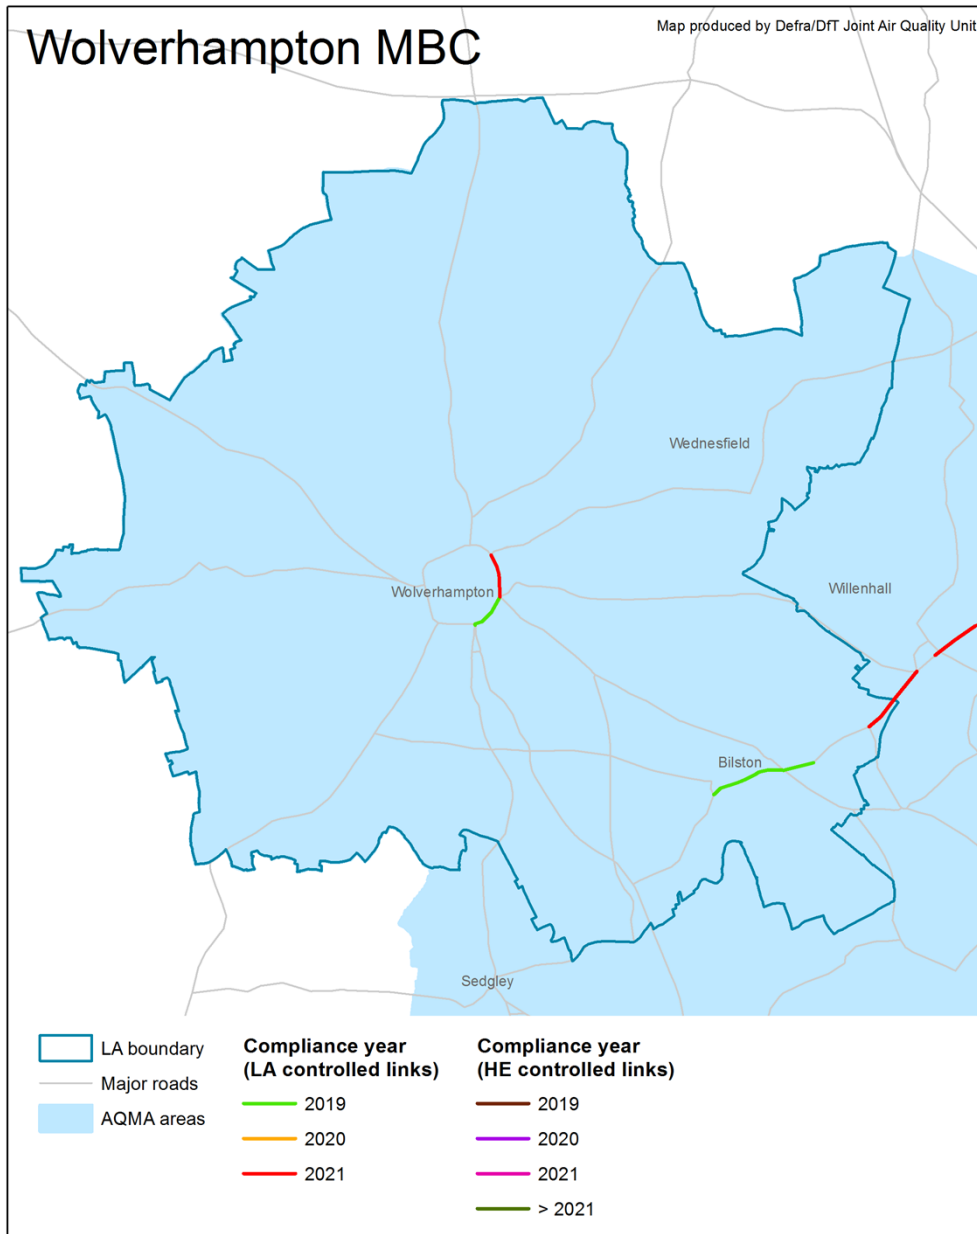 Wolverhampton MBC
Map produced by Defra/DfT Joint Air Quality Unit
Wednesfield
Wolverhampton
Willenhall
Bilston
Sedgley
LA boundary
Major roads
AQMA areas
Compliance year
(LA controlled links)
2019
2020
2021
Compliance year
(HE controlled links)
2019
2020
2021
> 2021